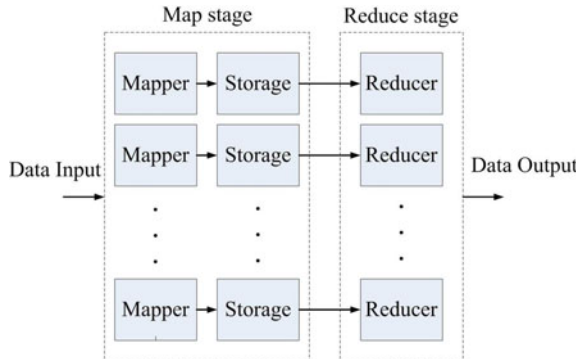 Map stage
Reduce stage
Mapper
Storage
Reducer
Mapper
Storage
Reducer
Data Input
Data Output
Mapper
Storage
Reducer